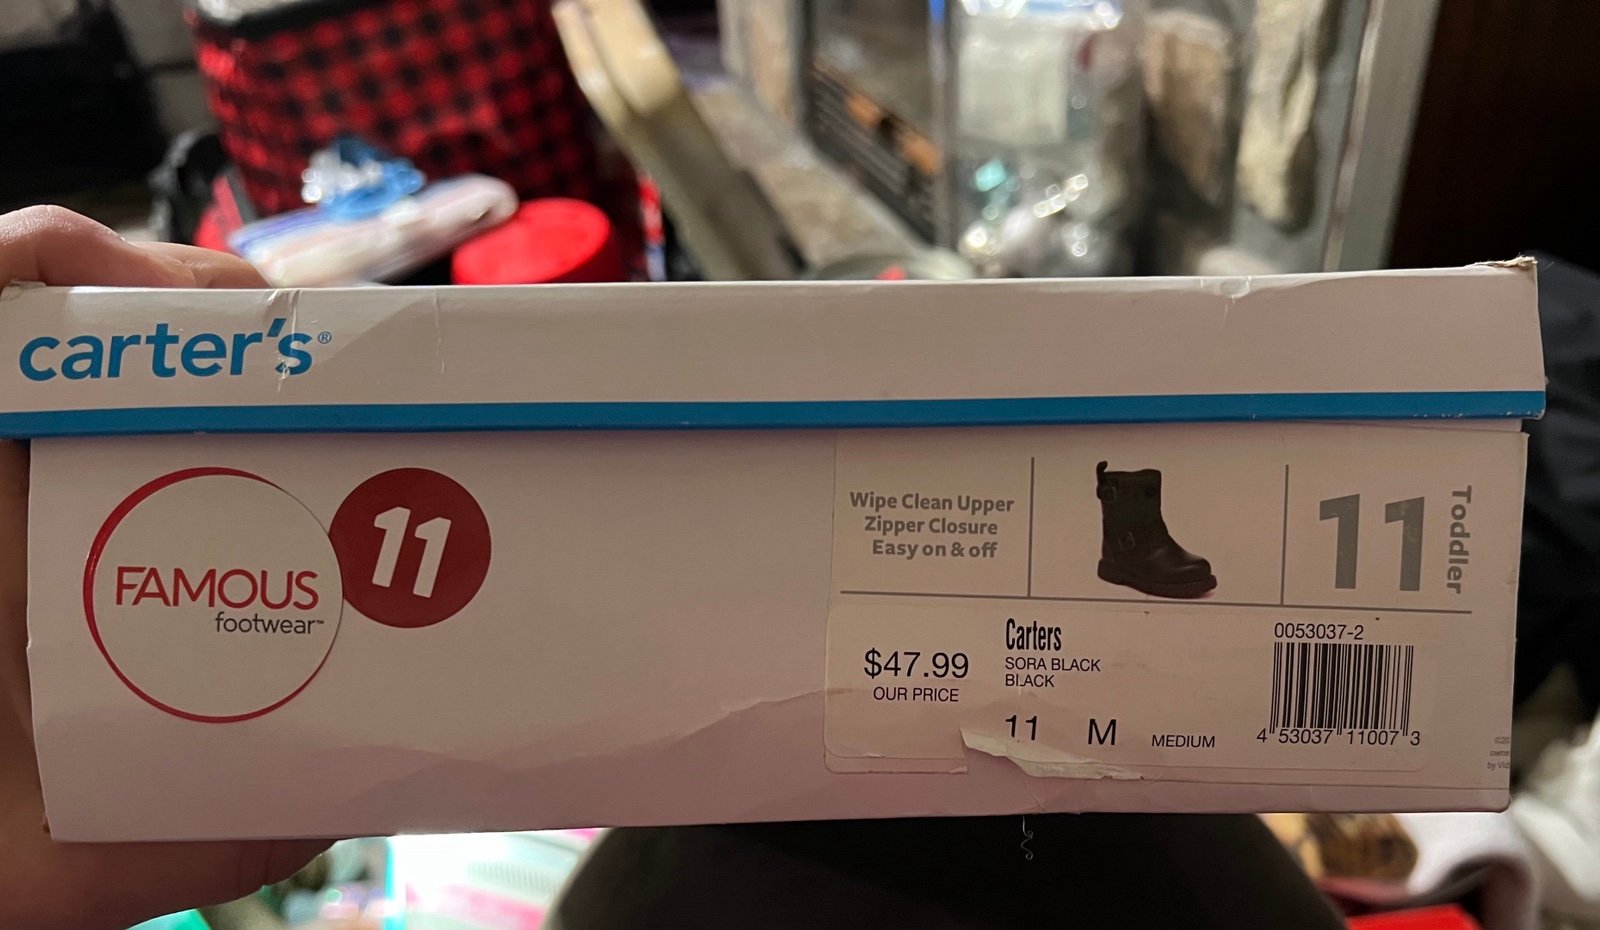 carter's®
FAMOUS
footwear™
11
Wipe Clean Upper
Zipper Closure
Easy on & off
11
Toddler
$47.99
OUR PRICE
Carters
SORA BLACK
BLACK
11 M MEDIUM
0053037-2
4 53037 11007 3
by